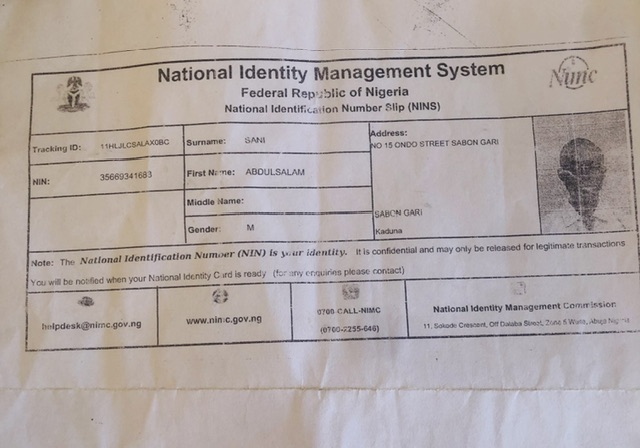 National Identity Management System
Federal Republic of Nigeria
National Identification Number Slip (NINS)
Nimc
Tracking ID: 11HLJLCSALAX0BC
Surname: SANI
Address:
NO 15 ONDO STREET SABON GARI
NIN: 35669341683
First Name: ABDULSALAM
Middle Name:
SABON GARI
Gender: M
Kaduna
Note: The National Identification Number (NIN) is your identity. It is confidential and may only be released for legitimate transactions
You will be notified when your National Identity Card is ready (for any enquiries please contact)
helpdesk@nimc.gov.ng
www.nimc.gov.ng
0700-CALL-NIMC
(0700-2255-646)
National Identity Management Commission
11, Sokode Crescent, Off Dalaba Street, Zone 5 Wuse, Abuja Nigeria